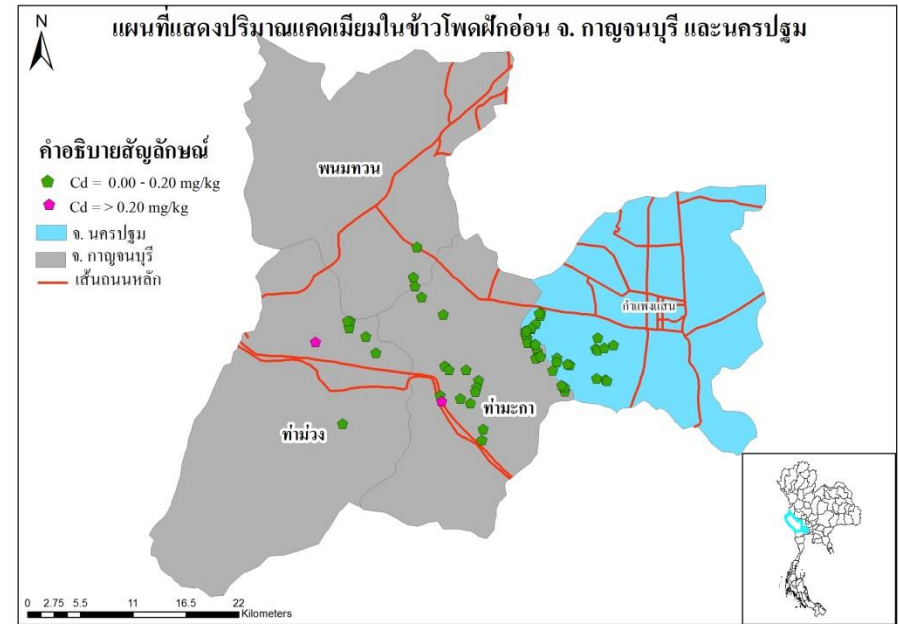 แผนที่แสดงปริมาณแคดเมียมในข้าวโพดฝักอ่อน จ. กาญจนบุรี และนครปฐม
N
คำอธิบายสัญลักษณ์
Cd = 0.00 - 0.20 mg/kg
Cd = > 0.20 mg/kg
จ. นครปฐม
จ. กาญจนบุรี
เส้นถนนหลัก
พนมทวน
กำแพงแสน
ท่ามะกา
ท่าม่วง
0 2.75 5.5 11 16.5 22
Kilometers